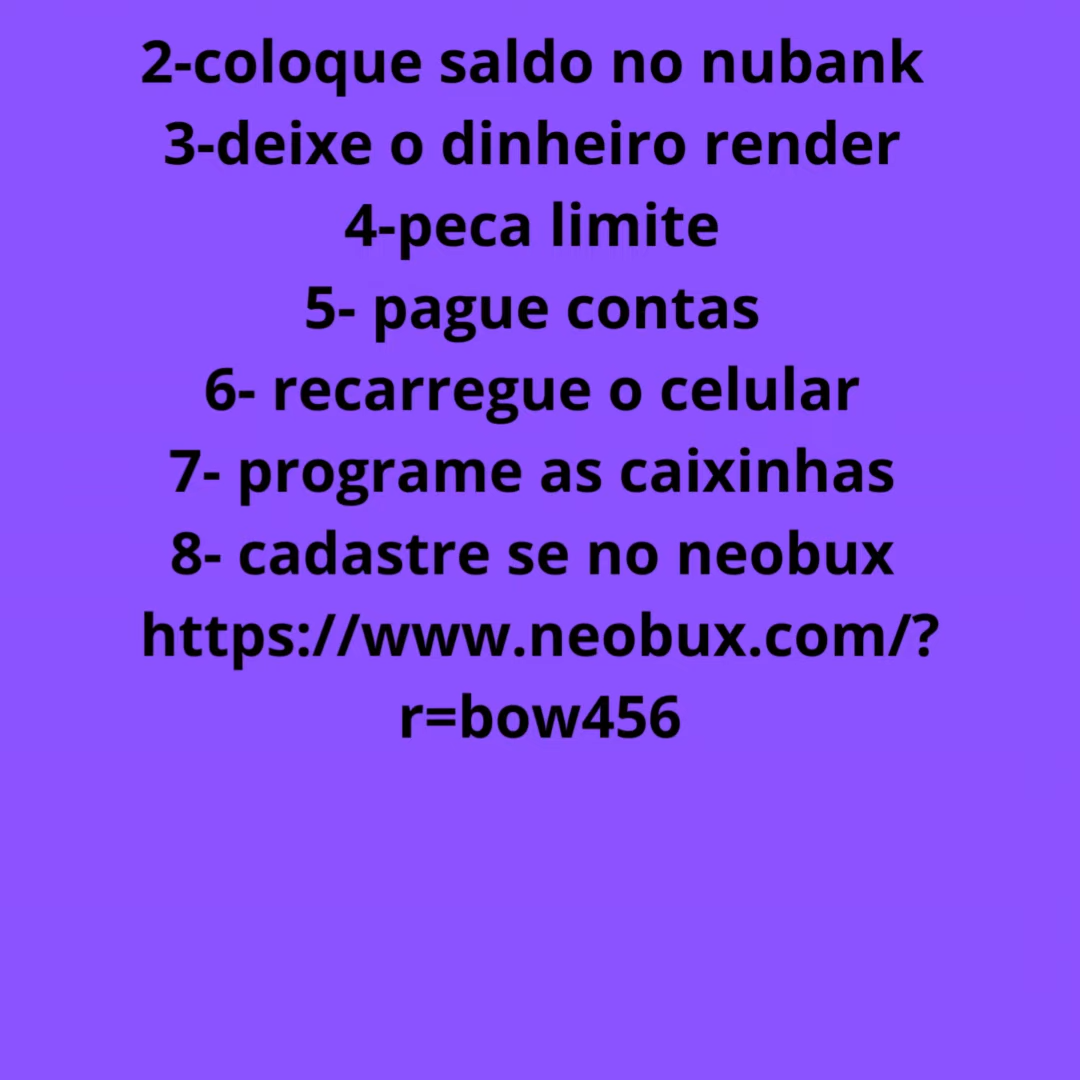 2-coloque saldo no nubank
3-deixe o dinheiro render
4-peca limite
5- pague contas
6- recarregue o celular
7- programe as caixinhas
8- cadastre se no neobux
https://www.neobux.com/?
r=bow456